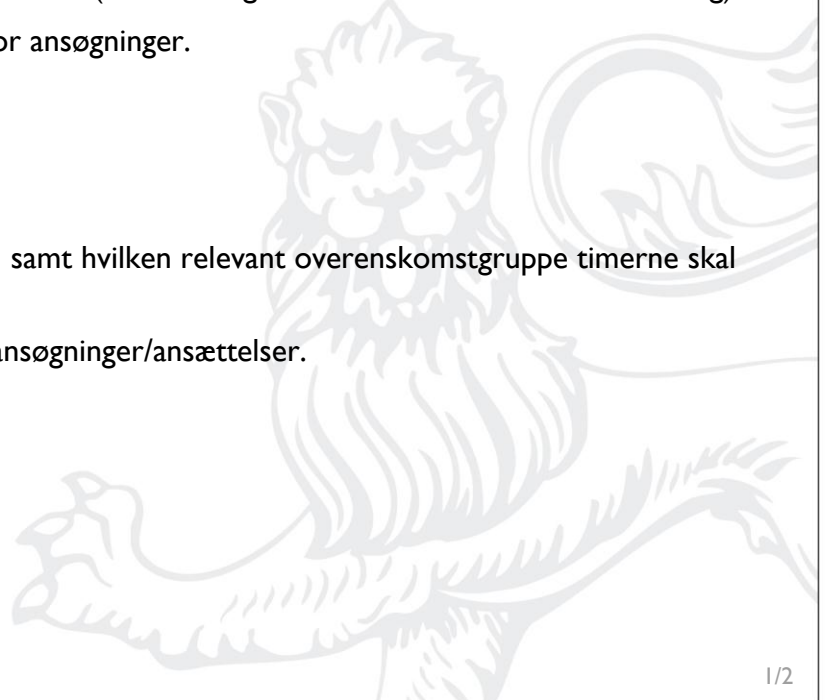 or ansøgninger.
samt hvilken relevant overenskomstgruppe timerne skal
ansøgninger/ansættelser.
1/2